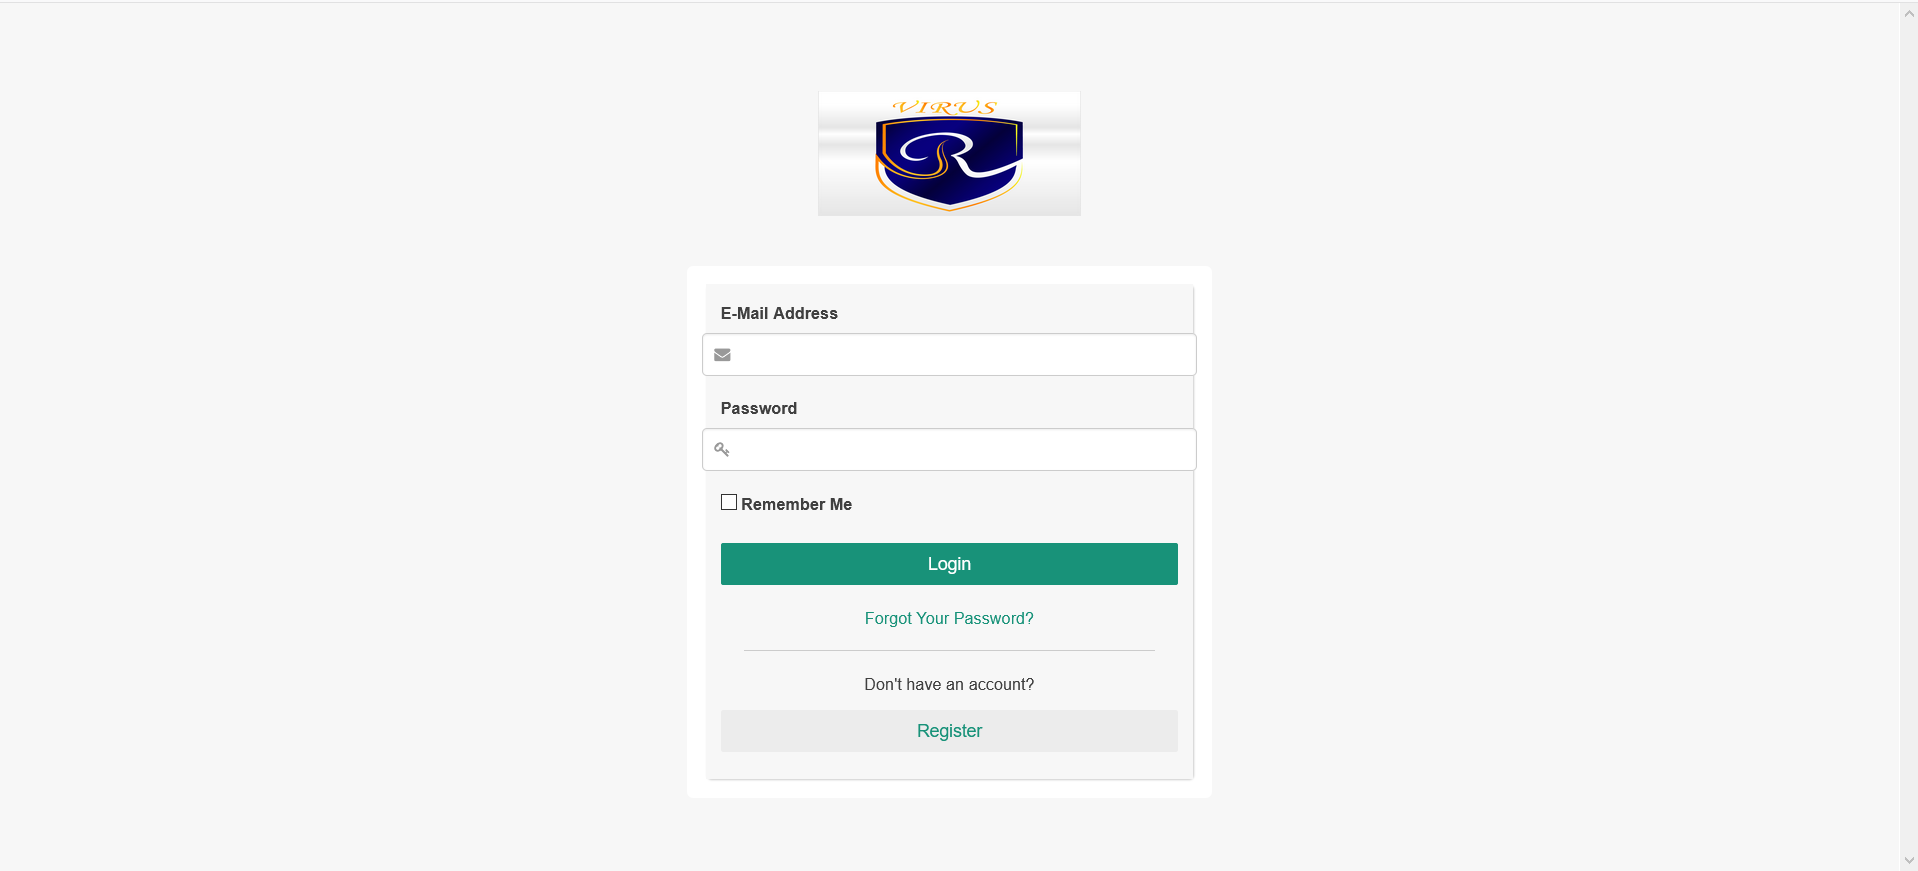 VIRUS
R
E-Mail Address
Password
Remember Me
Login
Forgot Your Password?
Don't have an account?
Register